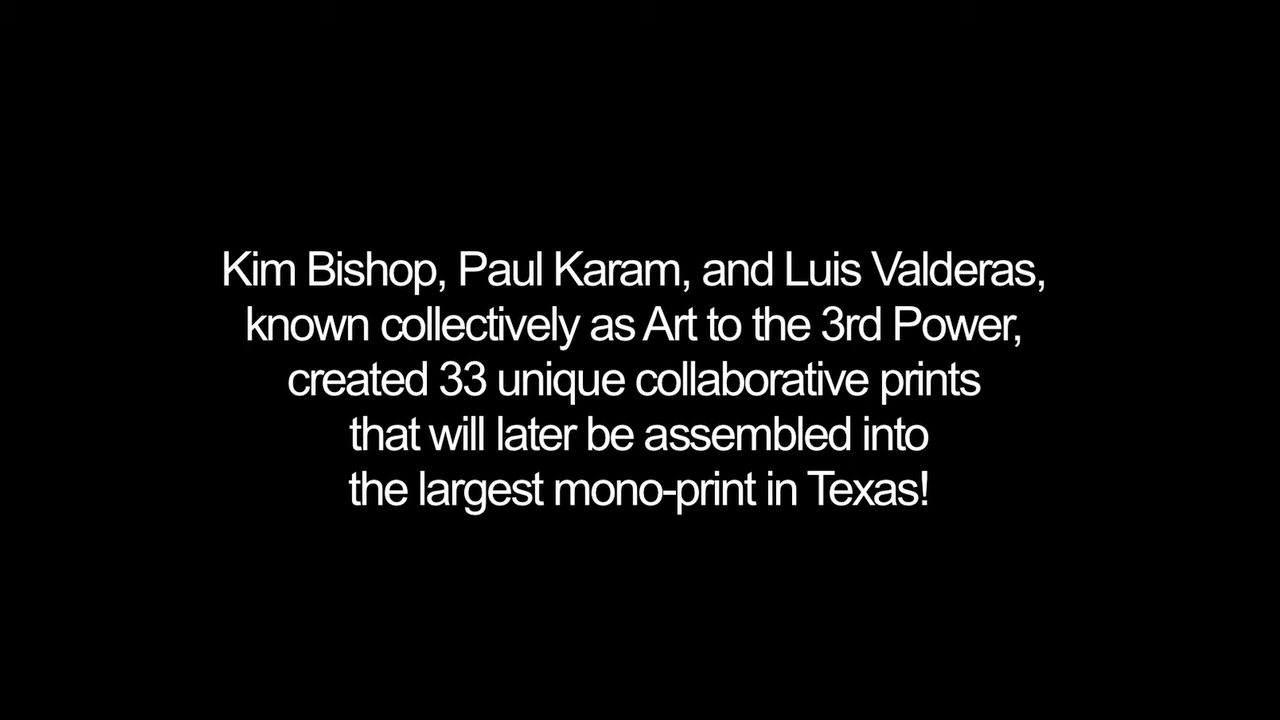 Kim Bishop, Paul Karam, and Luis Valderas,
known collectively as Art to the 3rd Power,
created 33 unique collaborative prints
that will later be assembled into
the largest mono-print in Texas!